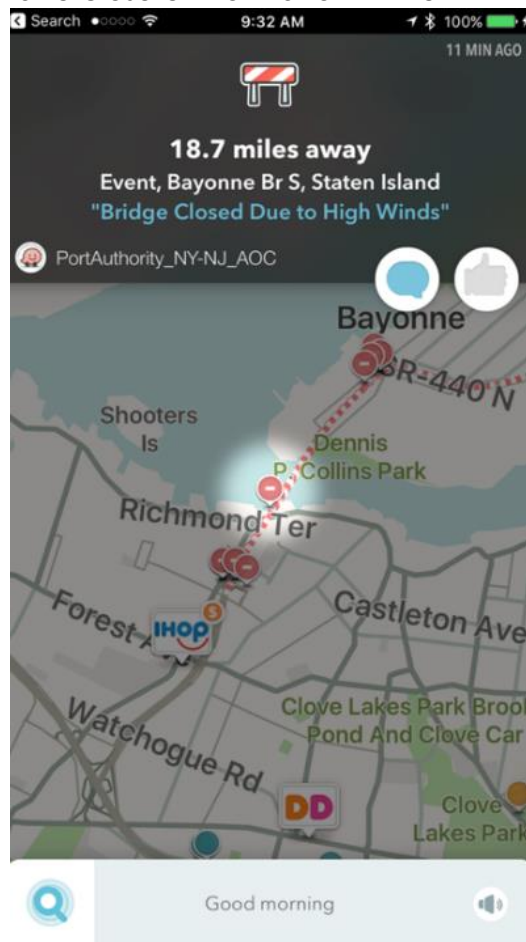 Search
9:32 AM
100%
11 MIN AGO
18.7 miles away
Event, Bayonne Br S, Staten Island
"Bridge Closed Due to High Winds"
PortAuthority_NY-NJ_AOC
Bayonne
SR-440 N
Shooters
Is
Dennis
P. Collins Park
Richmond Ter
Forest
IHOP
S
Castleton Ave
Watchogue Rd
Clove Lakes Park Brook
Pond And Clove
DD
Clove
Lakes Park
Good morning